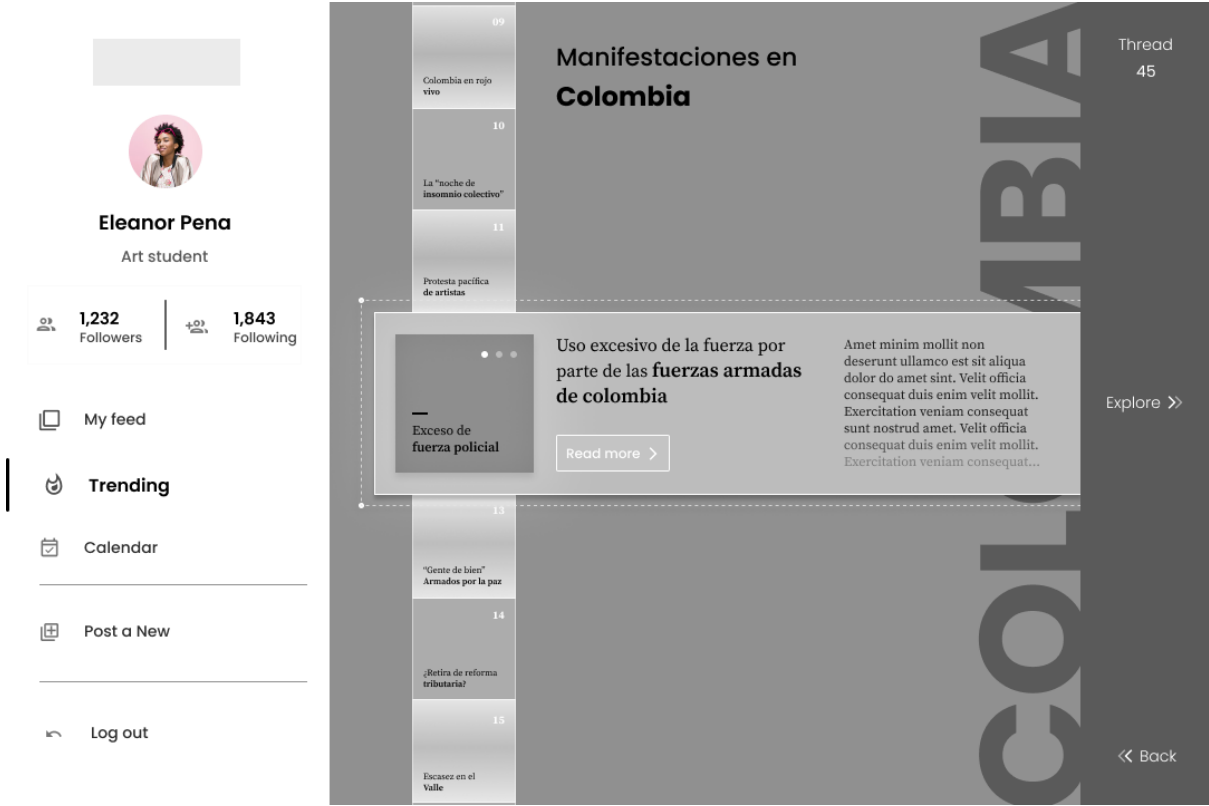 Eleanor Pena
Art student
1,232
Followers
1,843
Following
My feed
Trending
Calendar
Post a New
Log out
09
Colombia en rojo
vivo
10
La “noche de
insomnio colectivo”
11
Protesta pacífica
de artistas
Manifestaciones en
Colombia
Exceso de
fuerza policial
Uso excesivo de la fuerza por
parte de las fuerzas armadas
de colombia
Read more
Amet minim mollit non
deserunt ullamco est sit aliqua
dolor do amet sint. Velit officia
consequat duis enim velit mollit.
Exercitation veniam consequat
sunt nostrud amet. Velit officia
consequat duis enim velit mollit.
Exercitation veniam consequat...
13
“Gente de bien”
Armados por la paz
14
¿Retira de reforma
tributaria?
15
Escasez en el
Valle
COLOMBIA
Thread
45
Explore
Back